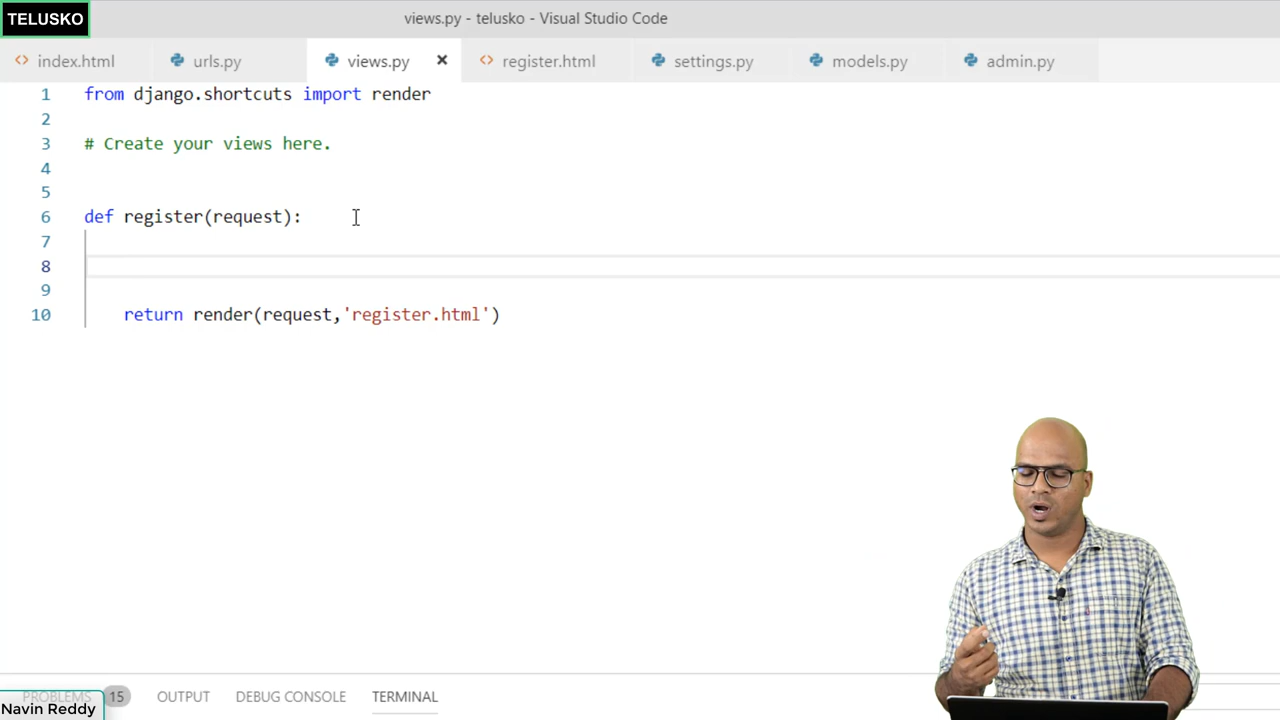 TELUSKO
views.py - telusko - Visual Studio Code
index.html
urls.py
views.py
register.html
settings.py
models.py
admin.py
1 from django.shortcuts import render
2
3 # Create your views here.
4
5
6 def register(request):
7
8
9
10 return render(request,'register.html')
PROBLEMS 15 OUTPUT DEBUG CONSOLE TERMINAL
Navin Reddy